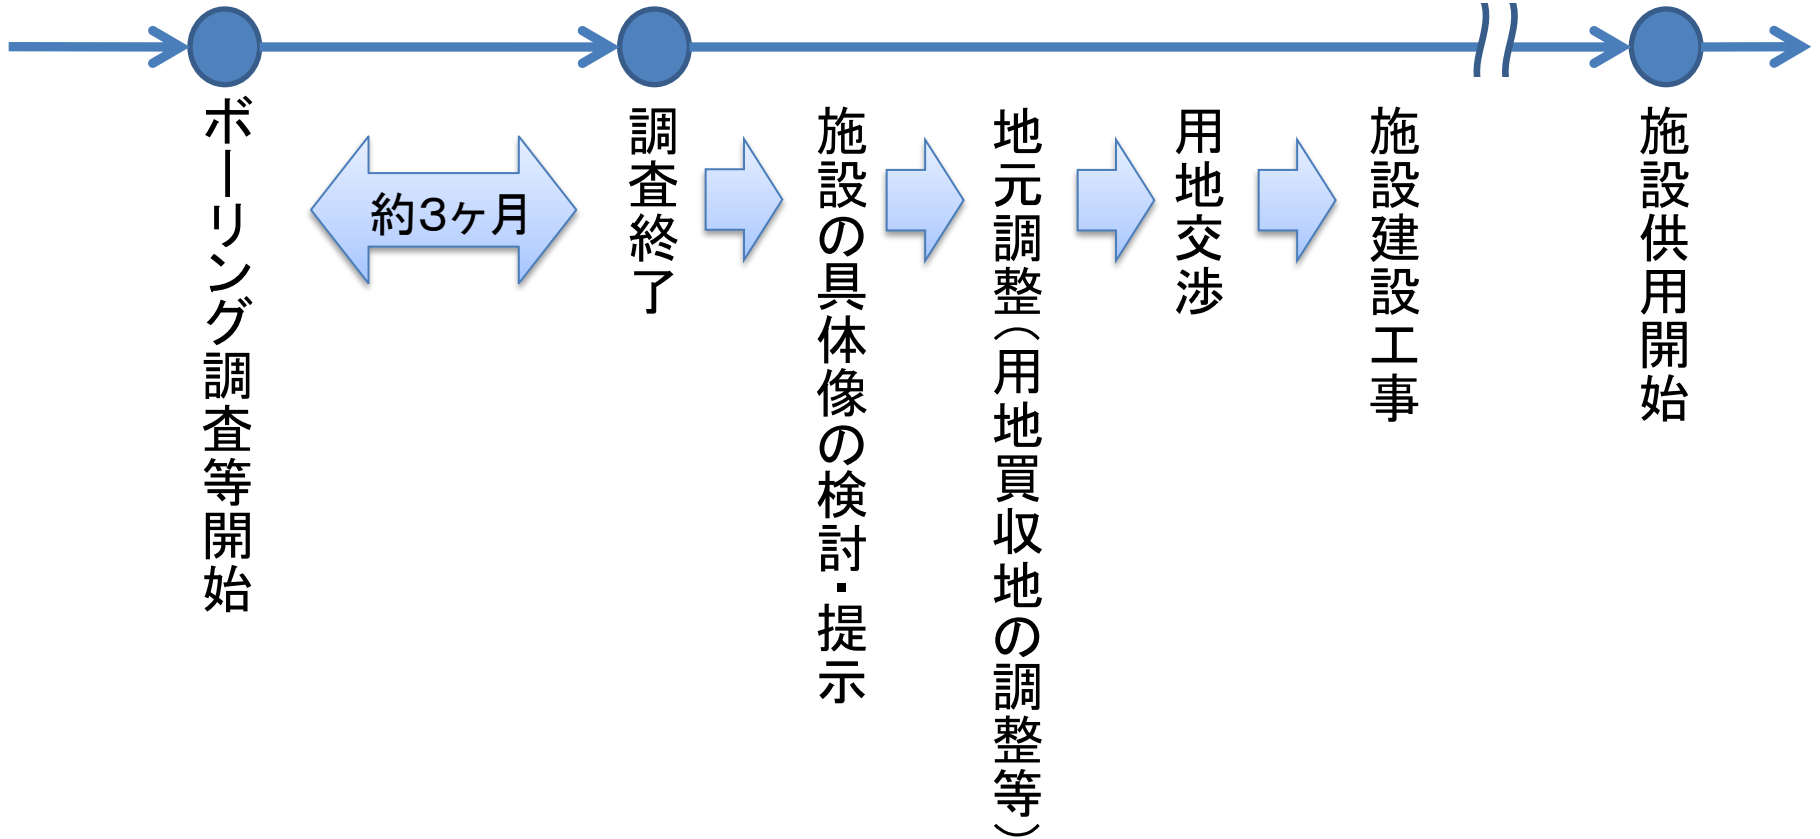 ボーリング調査等開始
約３ヶ月
調査終了
施設の具体像の検討・提示
地元調整（用地買収地の調整等）
用地交渉
施設建設工事
施設供用開始